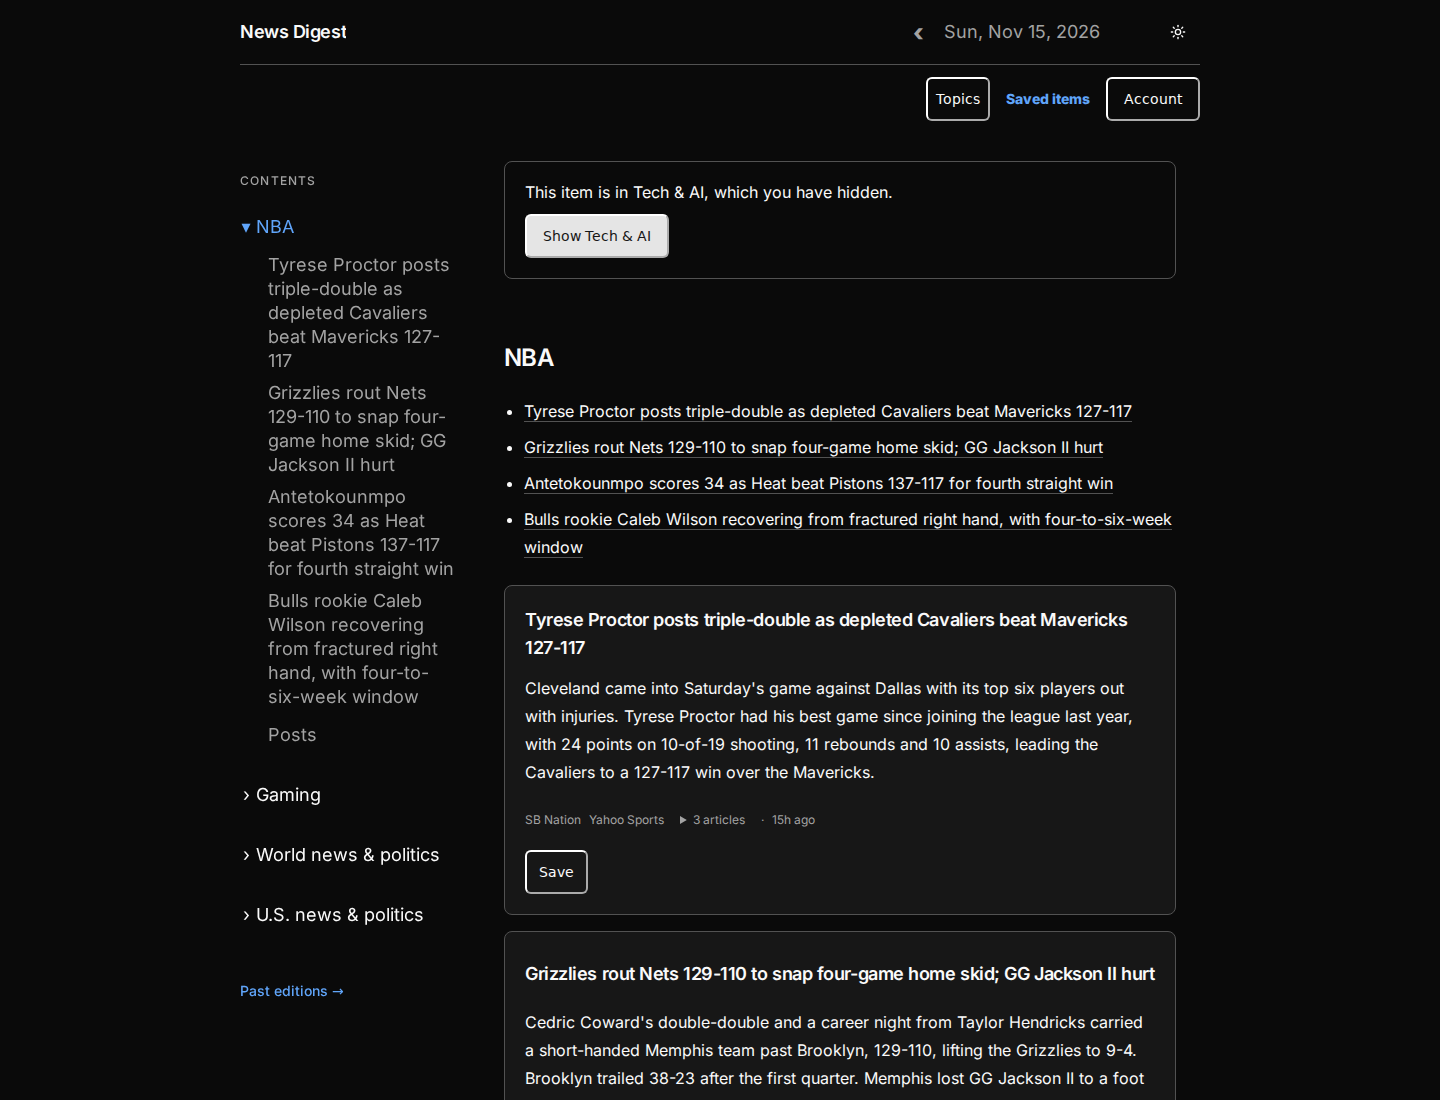 News Digest
‹ Sun, Nov 15, 2026
Topics Saved items Account
CONTENTS
▾ NBA
Tyrese Proctor posts
triple-double as
depleted Cavaliers
beat Mavericks 127-
117
Grizzlies rout Nets
129-110 to snap four-
game home skid; GG
Jackson II hurt
Antetokounmpo
scores 34 as Heat
beat Pistons 137-117
for fourth straight win
Bulls rookie Caleb
Wilson recovering
from fractured right
hand, with four-to-
six-week window
Posts
› Gaming
› World news & politics
› U.S. news & politics
Past editions →
This item is in Tech & AI, which you have hidden.
Show Tech & AI
NBA
• Tyrese Proctor posts triple-double as depleted Cavaliers beat Mavericks 127-117
• Grizzlies rout Nets 129-110 to snap four-game home skid; GG Jackson II hurt
• Antetokounmpo scores 34 as Heat beat Pistons 137-117 for fourth straight win
• Bulls rookie Caleb Wilson recovering from fractured right hand, with four-to-six-week
window
Tyrese Proctor posts triple-double as depleted Cavaliers beat Mavericks
127-117
Cleveland came into Saturday's game against Dallas with its top six players out
with injuries. Tyrese Proctor had his best game since joining the league last year,
with 24 points on 10-of-19 shooting, 11 rebounds and 10 assists, leading the
Cavaliers to a 127-117 win over the Mavericks.
SB Nation Yahoo Sports ▶ 3 articles · 15h ago
Save
Grizzlies rout Nets 129-110 to snap four-game home skid; GG Jackson II hurt
Cedric Coward's double-double and a career night from Taylor Hendricks carried
a short-handed Memphis team past Brooklyn, 129-110, lifting the Grizzlies to 9-4.
Brooklyn trailed 38-23 after the first quarter. Memphis lost GG Jackson II to a foot